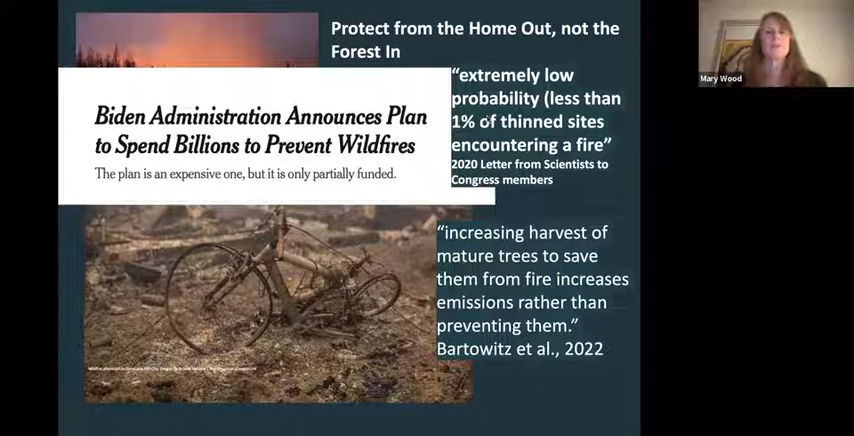 Protect from the Home Out, not the
Forest In
Biden Administration Announces Plan
to Spend Billions to Prevent Wildfires
The plan is an expensive one, but it is only partially funded.
“extremely low
probability (less than
1% of thinned sites
encountering a fire”
2020 Letter from Scientists to
Congress members
“increasing harvest of
mature trees to save
them from fire increases
emissions rather than
preventing them.”
Bartowitz et al., 2022
Mary Wood